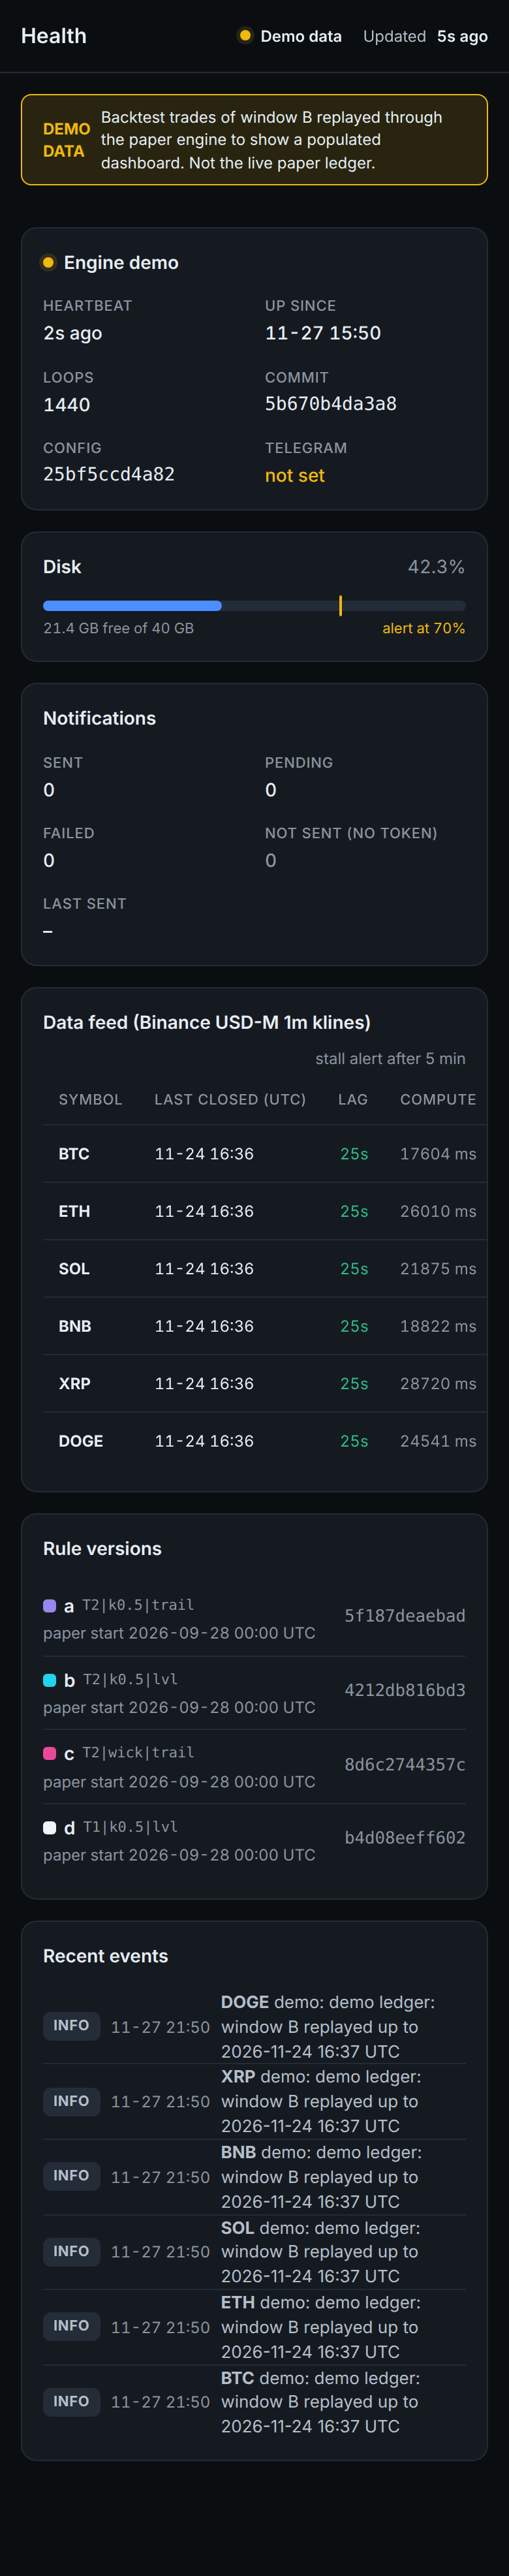 Health
Demo data Updated 5s ago
DEMO DATA
Backtest trades of window B replayed through
the paper engine to show a populated
dashboard. Not the live paper ledger.
Engine demo
HEARTBEAT UP SINCE
2s ago 11-27 15:50
LOOPS COMMIT
1440 5b670b4da3a8
CONFIG TELEGRAM
25bf5ccd4a82 not set
Disk 42.3%
21.4 GB free of 40 GB alert at 70%
Notifications
SENT PENDING
0 0
FAILED NOT SENT (NO TOKEN)
0 0
LAST SENT
–
Data feed (Binance USD-M 1m klines)
stall alert after 5 min
SYMBOL LAST CLOSED (UTC) LAG COMPUTE
BTC 11-24 16:36 25s 17604 ms
ETH 11-24 16:36 25s 26010 ms
SOL 11-24 16:36 25s 21875 ms
BNB 11-24 16:36 25s 18822 ms
XRP 11-24 16:36 25s 28720 ms
DOGE 11-24 16:36 25s 24541 ms
Rule versions
a T2|k0.5|trail
paper start 2026-09-28 00:00 UTC 5f187deaebad
b T2|k0.5|lvl
paper start 2026-09-28 00:00 UTC 4212db816bd3
c T2|wick|trail
paper start 2026-09-28 00:00 UTC 8d6c2744357c
d T1|k0.5|lvl
paper start 2026-09-28 00:00 UTC b4d08eeff602
Recent events
INFO 11-27 21:50 DOGE demo: demo ledger:
window B replayed up to
2026-11-24 16:37 UTC
INFO 11-27 21:50 XRP demo: demo ledger:
window B replayed up to
2026-11-24 16:37 UTC
INFO 11-27 21:50 BNB demo: demo ledger:
window B replayed up to
2026-11-24 16:37 UTC
INFO 11-27 21:50 SOL demo: demo ledger:
window B replayed up to
2026-11-24 16:37 UTC
INFO 11-27 21:50 ETH demo: demo ledger:
window B replayed up to
2026-11-24 16:37 UTC
INFO 11-27 21:50 BTC demo: demo ledger:
window B replayed up to
2026-11-24 16:37 UTC